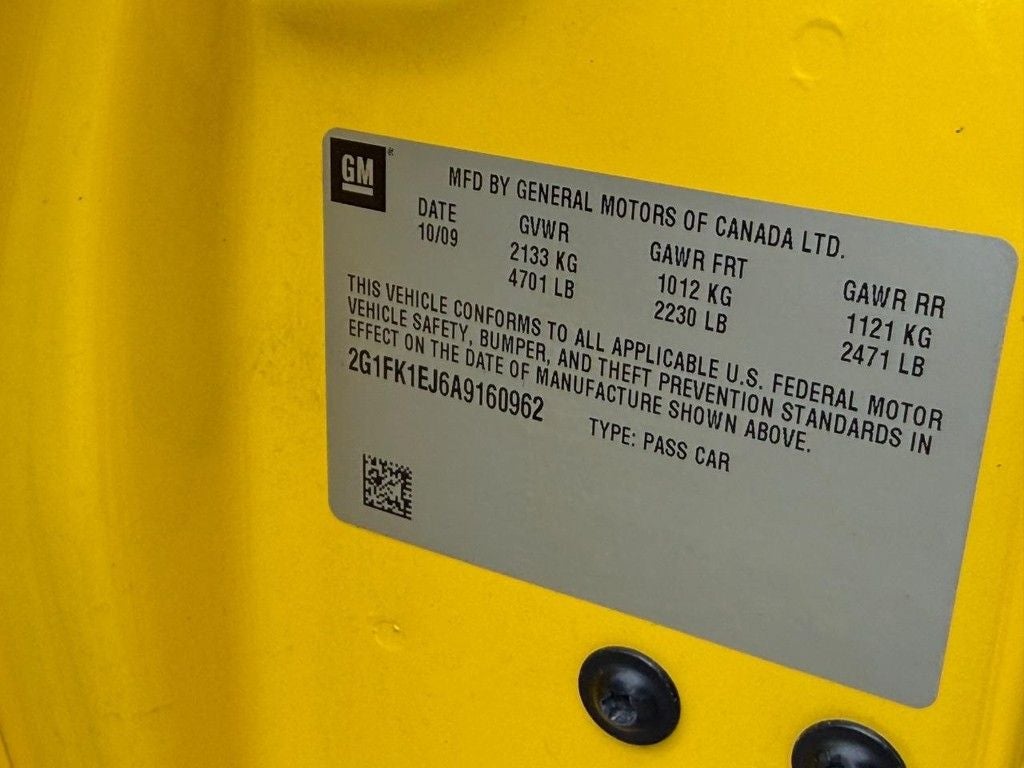 GM
MFD BY GENERAL MOTORS OF CANADA LTD.
DATE GVWR GAWR FRT GAWR RR
10/09 2133 KG 1012 KG 1121 KG
4701 LB 2230 LB 2471 LB
THIS VEHICLE CONFORMS TO ALL APPLICABLE U.S. FEDERAL MOTOR
VEHICLE SAFETY, BUMPER, AND THEFT PREVENTION STANDARDS IN
EFFECT ON THE DATE OF MANUFACTURE SHOWN ABOVE.
2G1FK1EJ6A9160962 TYPE: PASS CAR